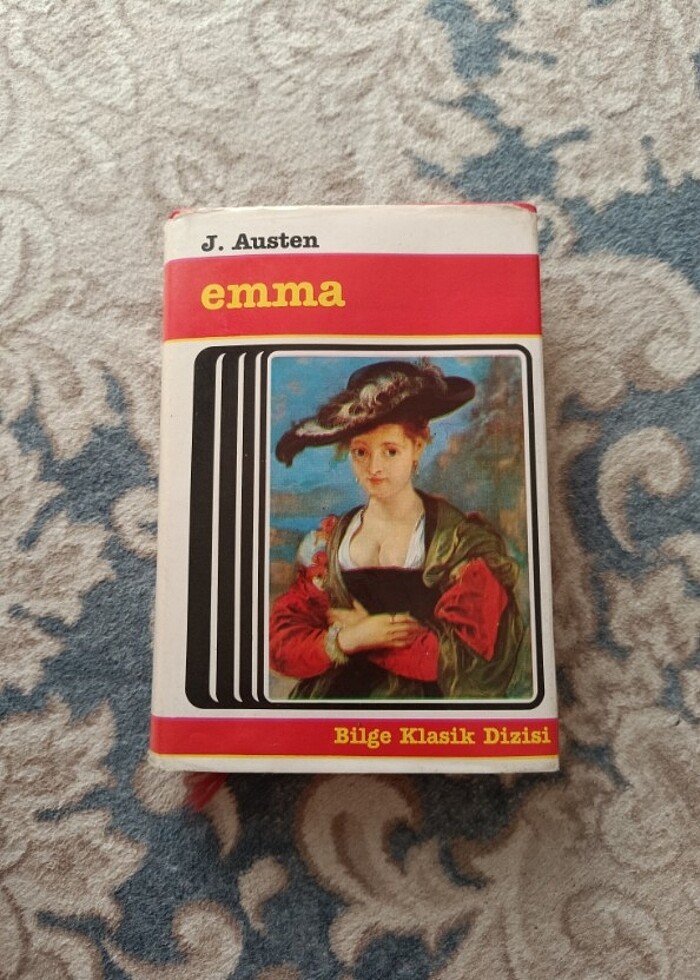 J. Austen
emma
Bilge Klasik Dizisi